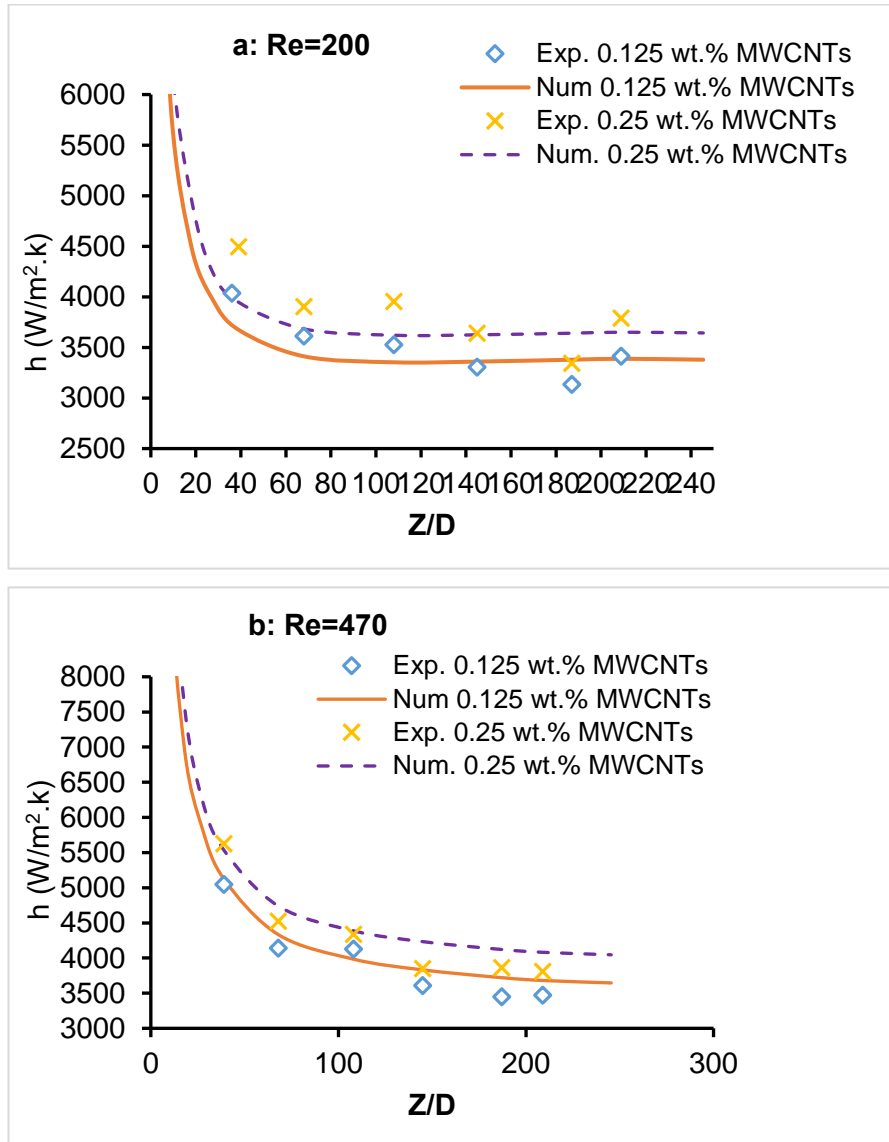 a: Re=200
Exp. 0.125 wt.% MWCNTs
Num 0.125 wt.% MWCNTs
Exp. 0.25 wt.% MWCNTs
Num. 0.25 wt.% MWCNTs
6000
5500
5000
4500
4000
3500
3000
2500
h (W/m².k)
0 20 40 60 80 100 120 140 160 180 200 220 240
Z/D
b: Re=470
Exp. 0.125 wt.% MWCNTs
Num 0.125 wt.% MWCNTs
Exp. 0.25 wt.% MWCNTs
Num. 0.25 wt.% MWCNTs
8000
7500
7000
6500
6000
5500
5000
4500
4000
3500
3000
h (W/m².k)
0 100 200 300
Z/D